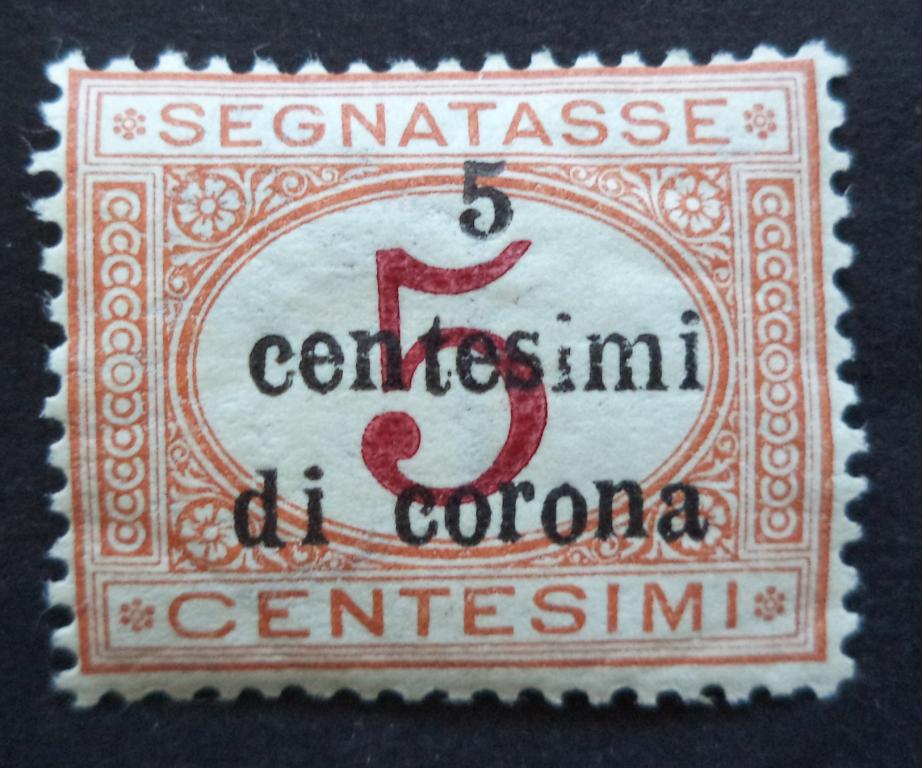 SEGNATASSE
5
5
centesimi
di corona
CENTESIMI